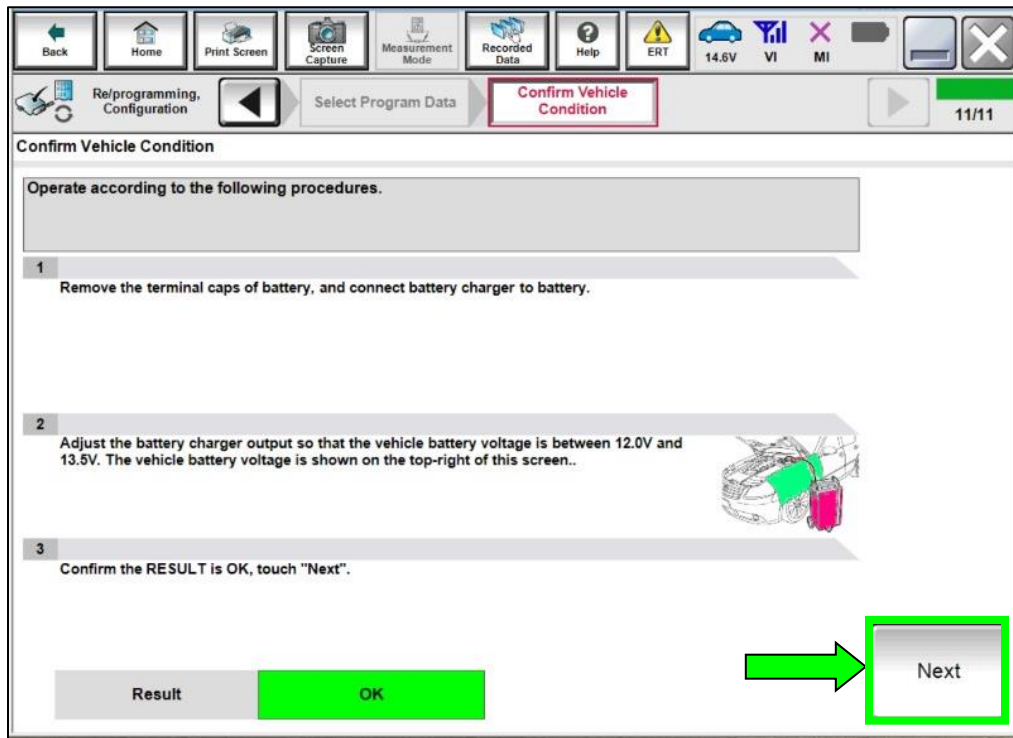 Back
Home
Print Screen
Screen
Capture
Measurement
Mode
Recorded
Data
Help
ERT
14.6V
VI
MI
Re/programming,
Configuration
Select Program Data
Confirm Vehicle
Condition
11/11
Confirm Vehicle Condition
Operate according to the following procedures.
1
Remove the terminal caps of battery, and connect battery charger to battery.
2
Adjust the battery charger output so that the vehicle battery voltage is between 12.0V and
13.5V. The vehicle battery voltage is shown on the top-right of this screen..
3
Confirm the RESULT is OK, touch "Next".
Result
OK
Next